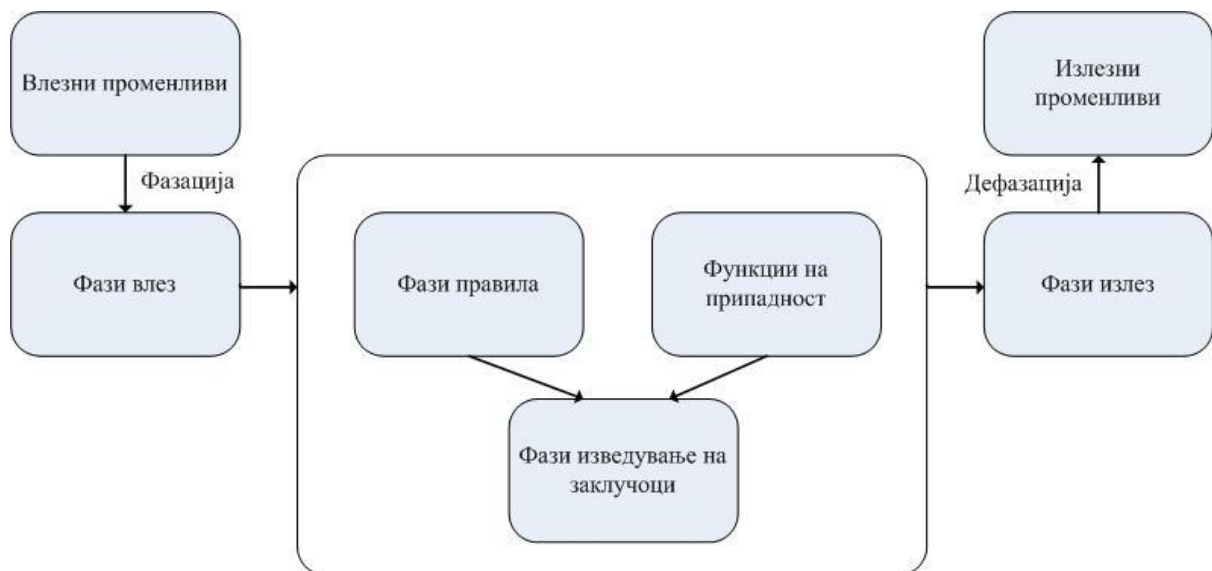 Влезни променливи
Фазација
Фази влез
Фази правила
Функции на
припадност
Фази изведување на
заклучоци
Излезни
променливи
Дефазација
Фази излез